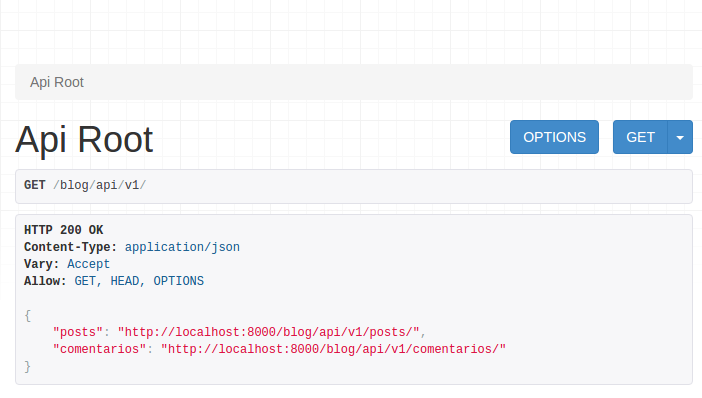 Api Root
Api Root
OPTIONS
GET
GET /blog/api/v1/
HTTP 200 OK
Content-Type: application/json
Vary: Accept
Allow: GET, HEAD, OPTIONS
{
    "posts": "http://localhost:8000/blog/api/v1/posts/",
    "comentarios": "http://localhost:8000/blog/api/v1/comentarios/"
}